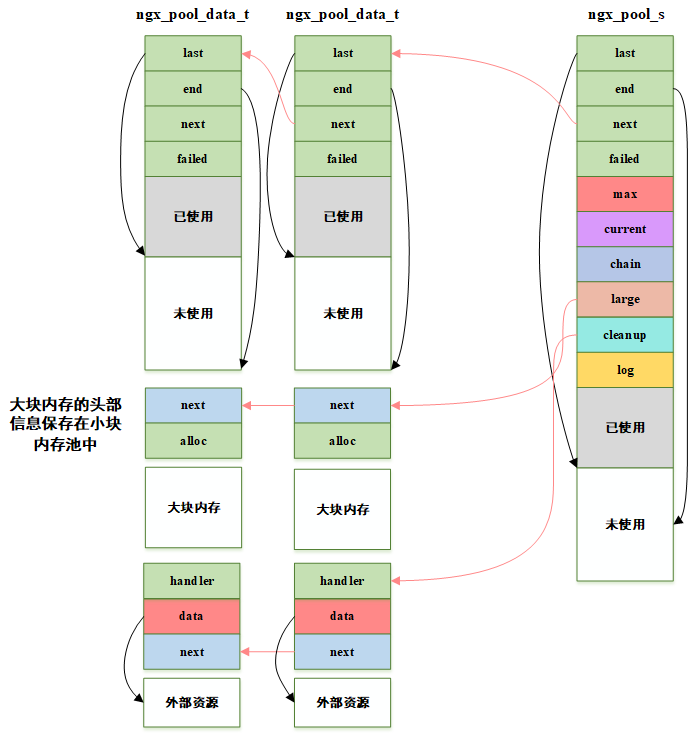 ngx_pool_data_t
last
end
next
failed
已使用
未使用
ngx_pool_data_t
last
end
next
failed
已使用
未使用
ngx_pool_s
last
end
next
failed
max
current
chain
large
cleanup
log
已使用
未使用
大块内存的头部
信息保存在小块
内存池中
next
alloc
大块内存
next
alloc
大块内存
handler
data
next
外部资源
handler
data
next
外部资源